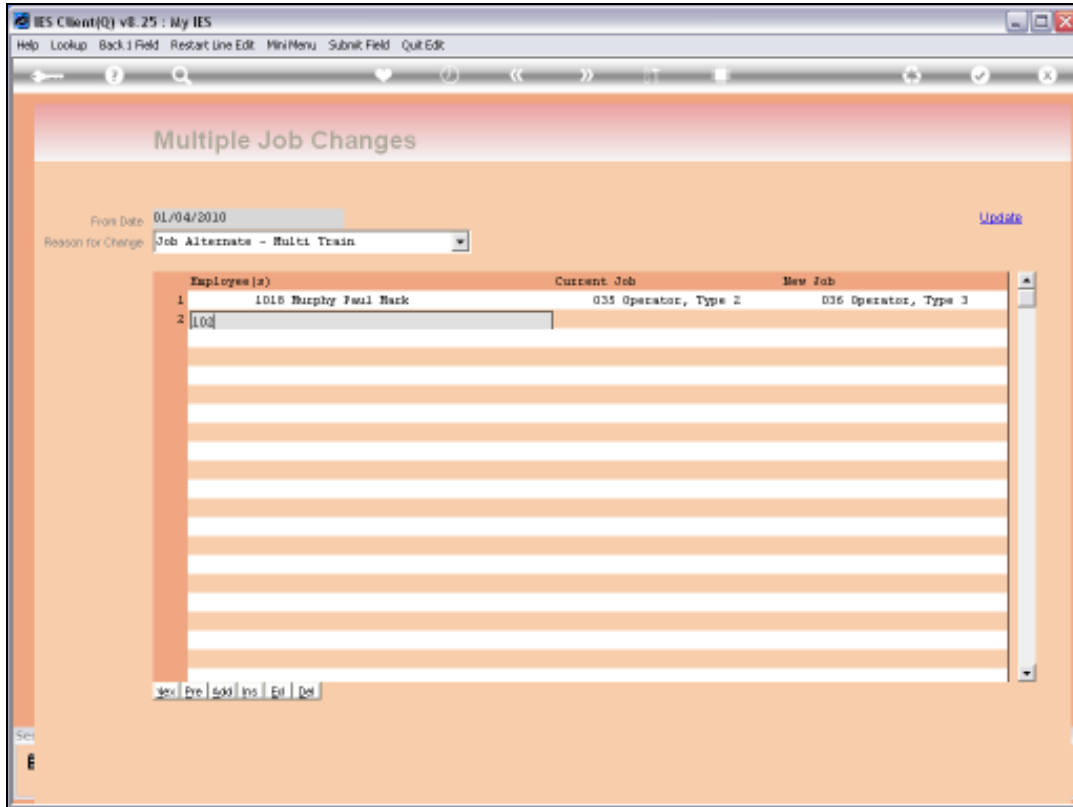 IES Client(Q) v8.25 : My IES
Help Lookup Back 1 Field Restart Line Edit MiniMenu Submit Field Quit Edit
Multiple Job Changes
From Date 01/04/2010 Update
Reason for Change Job Alternate - Multi Train
Employee(s) Current Job New Job
1 1018 Murphy Paul Mark 035 Operator, Type 2 036 Operator, Type 3
2 102
Nex Pre Add Ins Del